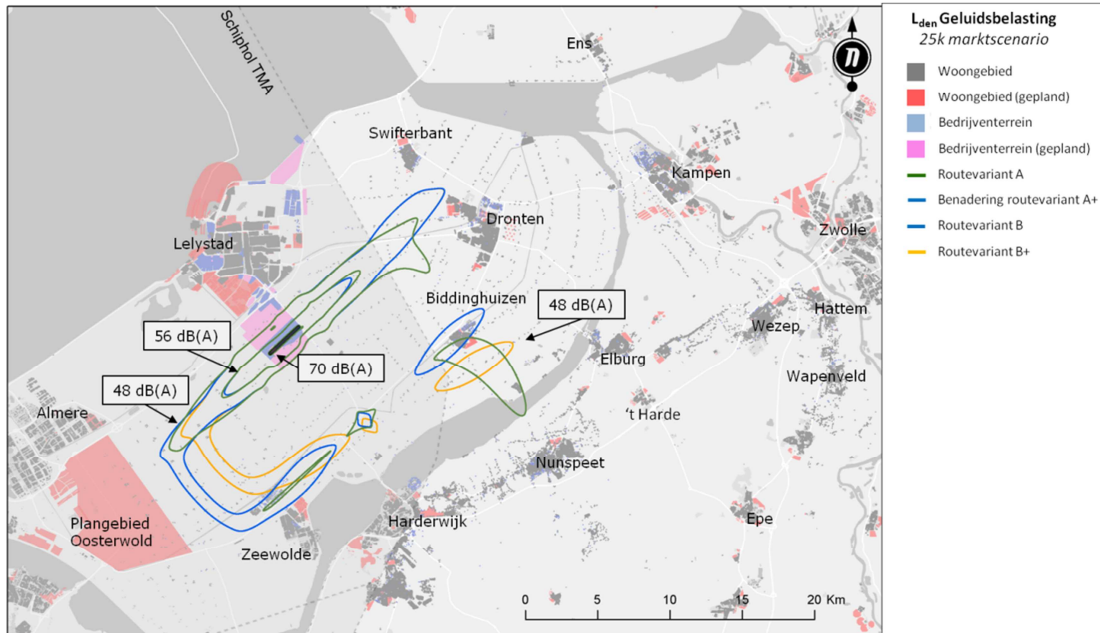 Schiphol TMA
Ens
Swifterbant
Kampen
Dronten
Zwolle
Lelystad
Biddinghuizen
48 dB(A)
Hattem
Wezep
56 dB(A)
70 dB(A)
Elburg
Wapenveld
48 dB(A)
Almere
't Harde
Nunspeet
Plangebied
Oosterwold
Harderwijk
Epe
Zeewolde
0 5 10 15 20 Km
Lden Geluidsbelasting
25k marktscenario
Woongebied
Woongebied (gepland)
Bedrijventerrein
Bedrijventerrein (gepland)
Routevariant A
Benadering routevariant A+
Routevariant B
Routevariant B+